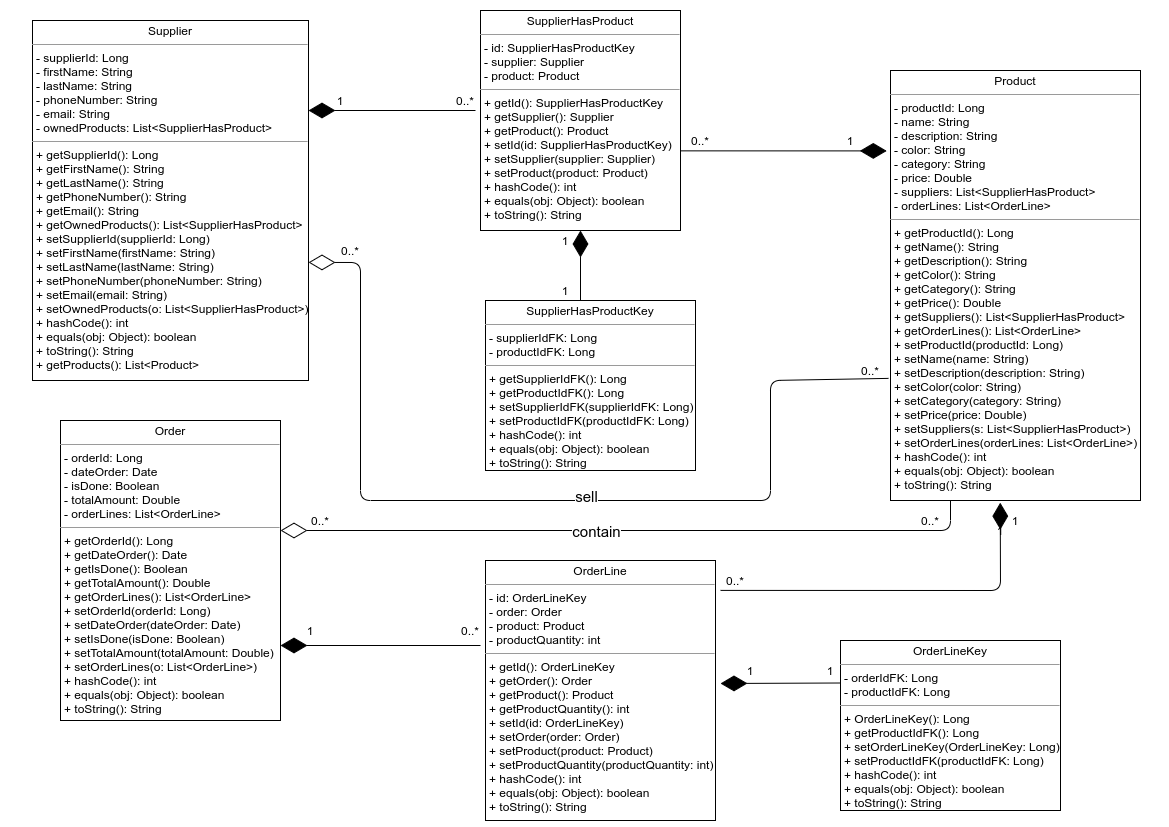 Supplier
- supplierId: Long
- firstName: String
- lastName: String
- phoneNumber: String
- email: String
- ownedProducts: List<SupplierHasProduct>
+ getSupplierId(): Long
+ getFirstName(): String
+ getLastName(): String
+ getPhoneNumber(): String
+ getEmail(): String
+ getOwnedProducts(): List<SupplierHasProduct>
+ setSupplierId(supplierId: Long)
+ setFirstName(firstName: String)
+ setLastName(lastName: String)
+ setPhoneNumber(phoneNumber: String)
+ setEmail(email: String)
+ setOwnedProducts(o: List<SupplierHasProduct>)
+ hashCode(): int
+ equals(obj: Object): boolean
+ toString(): String
+ getProducts(): List<Product>
1
0..*
0..*
SupplierHasProduct
- id: SupplierHasProductKey
- supplier: Supplier
- product: Product
+ getId(): SupplierHasProductKey
+ getSupplier(): Supplier
+ getProduct(): Product
+ setId(id: SupplierHasProductKey)
+ setSupplier(supplier: Supplier)
+ setProduct(product: Product)
+ hashCode(): int
+ equals(obj: Object): boolean
+ toString(): String
0..*
1
1
1
SupplierHasProductKey
- supplierIdFK: Long
- productIdFK: Long
+ getSupplierIdFK(): Long
+ getProductIdFK(): Long
+ setSupplierIdFK(supplierIdFK: Long)
+ setProductIdFK(productIdFK: Long)
+ hashCode(): int
+ equals(obj: Object): boolean
+ toString(): String
Product
- productId: Long
- name: String
- description: String
- color: String
- category: String
- price: Double
- suppliers: List<SupplierHasProduct>
- orderLines: List<OrderLine>
+ getProductId(): Long
+ getName(): String
+ getDescription(): String
+ getColor(): String
+ getCategory(): String
+ getPrice(): Double
+ getSuppliers(): List<SupplierHasProduct>
+ getOrderLines(): List<OrderLine>
+ setProductId(productId: Long)
+ setName(name: String)
+ setDescription(description: String)
+ setColor(color: String)
+ setCategory(category: String)
+ setPrice(price: Double)
+ setSuppliers(s: List<SupplierHasProduct>)
+ setOrderLines(orderLines: List<OrderLine>)
+ hashCode(): int
+ equals(obj: Object): boolean
+ toString(): String
0..*
sell
Order
- orderId: Long
- dateOrder: Date
- isDone: Boolean
- totalAmount: Double
- orderLines: List<OrderLine>
+ getOrderId(): Long
+ getDateOrder(): Date
+ getIsDone(): Boolean
+ getTotalAmount(): Double
+ getOrderLines(): List<OrderLine>
+ setOrderId(orderId: Long)
+ setDateOrder(dateOrder: Date)
+ setIsDone(isDone: Boolean)
+ setTotalAmount(totalAmount: Double)
+ setOrderLines(o: List<OrderLine>)
+ hashCode(): int
+ equals(obj: Object): boolean
+ toString(): String
0..*
contain
0..*
1
0..*
1
0..*
OrderLine
- id: OrderLineKey
- order: Order
- product: Product
- productQuantity: int
+ getId(): OrderLineKey
+ getOrder(): Order
+ getProduct(): Product
+ getProductQuantity(): int
+ setId(id: OrderLineKey)
+ setOrder(order: Order)
+ setProduct(product: Product)
+ setProductQuantity(productQuantity: int)
+ hashCode(): int
+ equals(obj: Object): boolean
+ toString(): String
1
1
OrderLineKey
- orderIdFK: Long
- productIdFK: Long
+ OrderLineKey(): Long
+ getProductIdFK(): Long
+ setOrderLineKey(OrderLineKey: Long)
+ setProductIdFK(productIdFK: Long)
+ hashCode(): int
+ equals(obj: Object): boolean
+ toString(): String